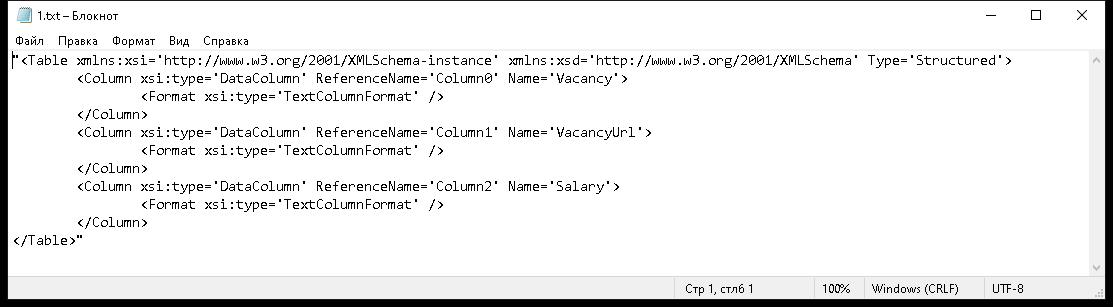 1.txt – Блокнот
Файл Правка Формат Вид Справка
"<Table xmlns:xsi='http://www.w3.org/2001/XMLSchema-instance' xmlns:xsd='http://www.w3.org/2001/XMLSchema' Type='Structured'>
<Column xsi:type='DataColumn' ReferenceName='Column0' Name='Vacancy'>
<Format xsi:type='TextColumnFormat' />
</Column>
<Column xsi:type='DataColumn' ReferenceName='Column1' Name='VacancyUrl'>
<Format xsi:type='TextColumnFormat' />
</Column>
<Column xsi:type='DataColumn' ReferenceName='Column2' Name='Salary'>
<Format xsi:type='TextColumnFormat' />
</Column>
</Table>"
Стр 1, стлб 1 100% Windows (CRLF) UTF-8